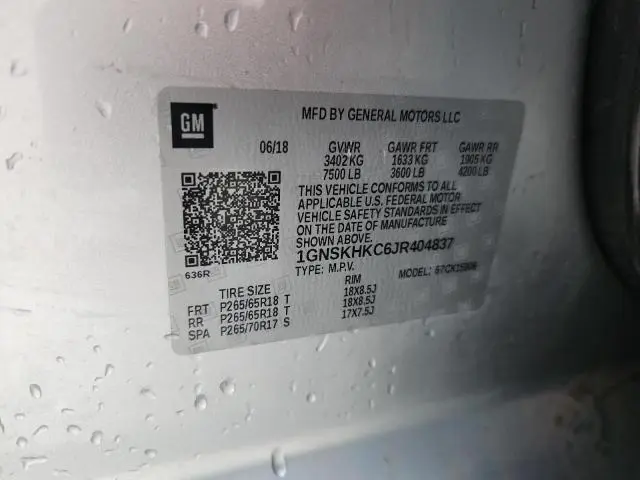 GM
MFD BY GENERAL MOTORS LLC
06/18 GVWR GAWR FRT GAWR RR
3402 KG 1633 KG 1905 KG
7500 LB 3600 LB 4200 LB
THIS VEHICLE CONFORMS TO ALL
APPLICABLE U.S. FEDERAL MOTOR
VEHICLE SAFETY STANDARDS IN EFFECT
ON THE DATE OF MANUFACTURE
SHOWN ABOVE.
1GNSKHKC6JR404837
636R
TYPE: M.P.V. MODEL:
TIRE SIZE RIM
FRT P265/65R18 T 18X8.5J
RR P265/65R18 T 18X8.5J
SPA P265/70R17 S 17X7.5J